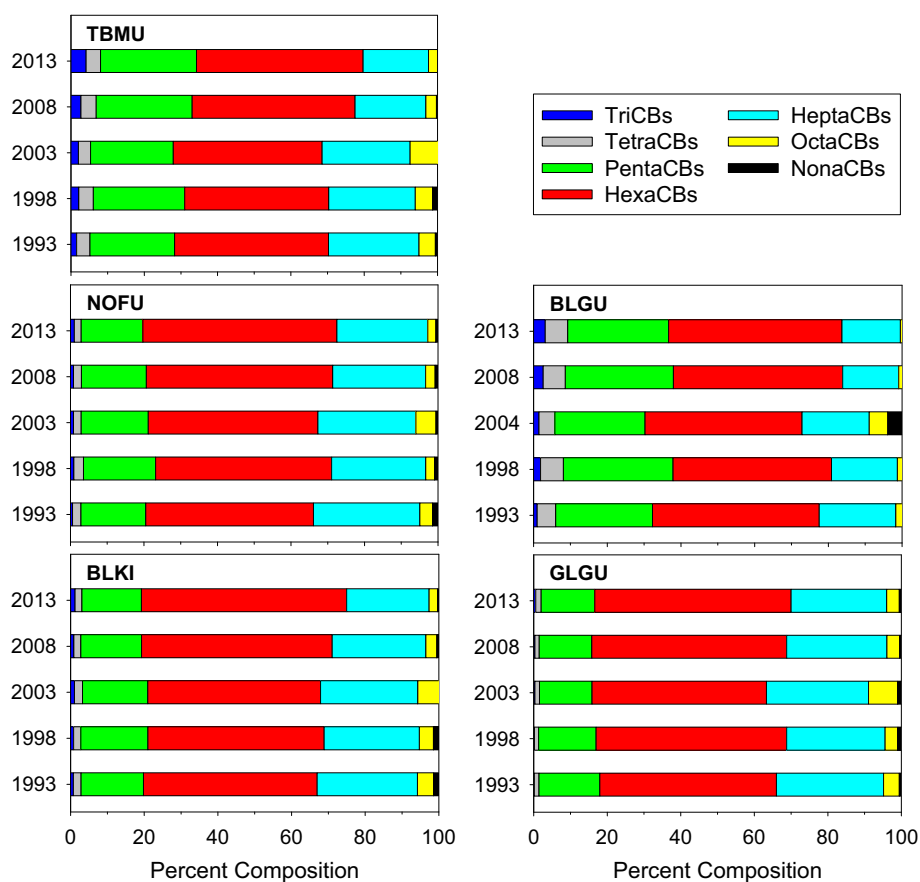 TBMU
2013
2008
2003
1998
1993
TriCBs
TetraCBs
PentaCBs
HexaCBs
HeptaCBs
OctaCBs
NonaCBs
NOFU
2013
2008
2003
1998
1993
BLGU
2013
2008
2004
1998
1993
BLKI
2013
2008
2003
1998
1993
0 20 40 60 80 100
Percent Composition
GLGU
2013
2008
2003
1998
1993
0 20 40 60 80 100
Percent Composition